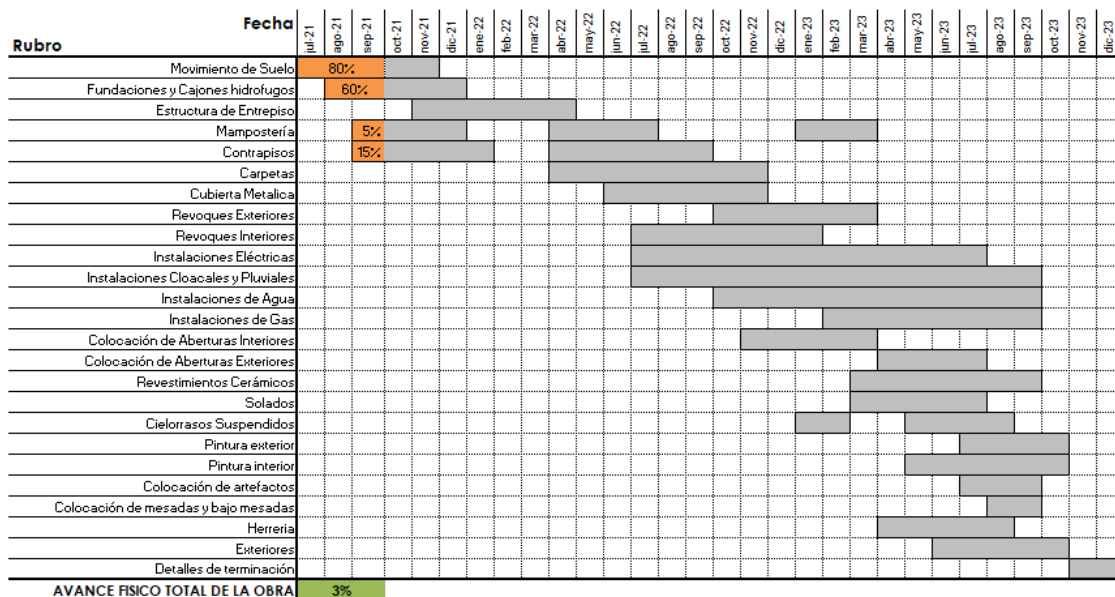 Fecha
Rubro
jul-21 ago-21 sep-21 oct-21 nov-21 dic-21 ene-22 feb-22 mar-22 abr-22 may-22 jun-22 jul-22 ago-22 sep-22 oct-22 nov-22 dic-22 ene-23 feb-23 mar-23 abr-23 may-23 jun-23 jul-23 ago-23 sep-23 oct-23 nov-23 dic-23
Movimiento de Suelo 80%
Fundaciones y Cajones hidrofugos 60%
Estructura de Entrepiso
Mampostería 5%
Contrapisos 15%
Carpetas
Cubierta Metalica
Revoques Exteriores
Revoques Interiores
Instalaciones Eléctricas
Instalaciones Cloacales y Pluviales
Instalaciones de Agua
Instalaciones de Gas
Colocación de Aberturas Interiores
Colocación de Aberturas Exteriores
Revestimientos Cerámicos
Solados
Cielorrasos Suspendidos
Pintura exterior
Pintura interior
Colocación de artefactos
Colocación de mesadas y bajo mesadas
Herreria
Exteriores
Detalles de terminación
AVANCE FISICO TOTAL DE LA OBRA 3%